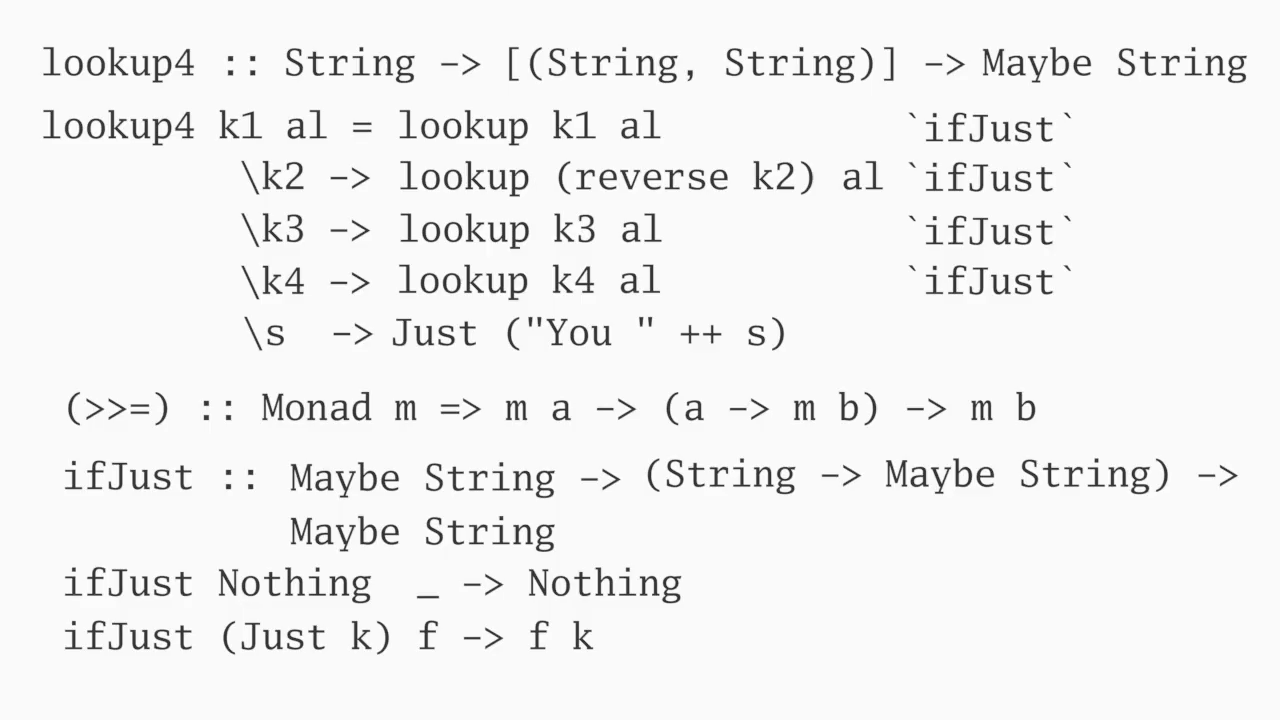 lookup4 :: String -> [(String, String)] -> Maybe String
lookup4 k1 al = lookup k1 al `ifJust`
\k2 -> lookup (reverse k2) al `ifJust`
\k3 -> lookup k3 al `ifJust`
\k4 -> lookup k4 al `ifJust`
\s -> Just ("You " ++ s)
(>>=) :: Monad m => m a -> (a -> m b) -> m b
ifJust :: Maybe String -> (String -> Maybe String) ->
Maybe String
ifJust Nothing _ -> Nothing
ifJust (Just k) f -> f k